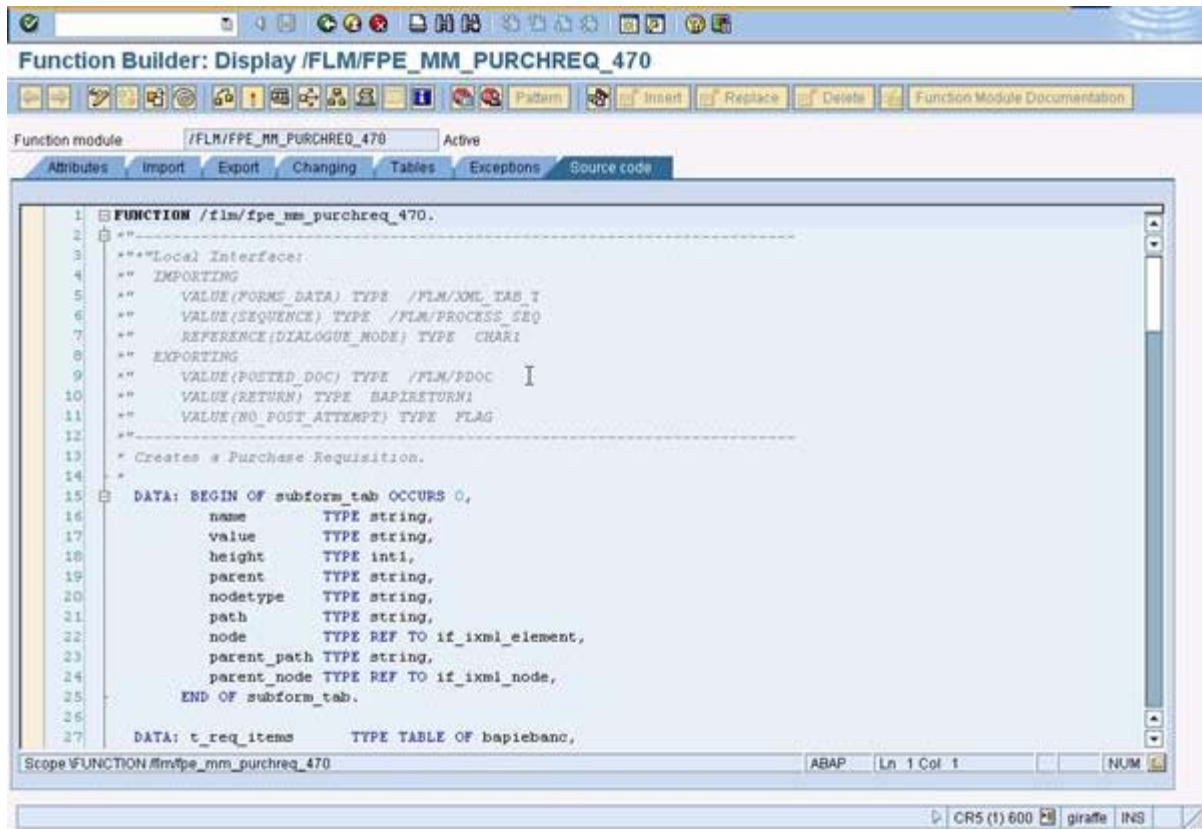 Function Builder: Display /FLM/FPE_MM_PURCHREQ_470
Pattern Insert Replace Delete Function Module Documentation
Function module /FLM/FPE_MM_PURCHREQ_470 Active
Attributes Import Export Changing Tables Exceptions Source code
1 FUNCTION /flm/fpe_mm_purchreq_470.
2 *"----------------------------------------------------------------------
3 *"*"Local Interface:
4 *"  IMPORTING
5 *"     VALUE(FORMS_DATA) TYPE  /FLM/XML_TAB_T
6 *"     VALUE(SEQUENCE) TYPE  /FLM/PROCESS_SEQ
7 *"     REFERENCE(DIALOGUE_MODE) TYPE  CHAR1
8 *"  EXPORTING
9 *"     VALUE(POSTED_DOC) TYPE  /FLM/PDOC
10 *"     VALUE(RETURN) TYPE  BAPIRETURN1
11 *"     VALUE(NO_POST_ATTEMPT) TYPE  FLAG
12 *"----------------------------------------------------------------------
13 * Creates a Purchase Requisition.
14 *
15 DATA: BEGIN OF subform_tab OCCURS 0,
16 name TYPE string,
17 value TYPE string,
18 height TYPE int1,
19 parent TYPE string,
20 nodetype TYPE string,
21 path TYPE string,
22 node TYPE REF TO if_ixml_element,
23 parent_path TYPE string,
24 parent_node TYPE REF TO if_ixml_node,
25 END OF subform_tab.
26
27 DATA: t_req_items TYPE TABLE OF bapiebanc,
Scope \FUNCTION /flm/fpe_mm_purchreq_470 ABAP Ln 1 Col 1 NUM
CR5 (1) 600 giraffe INS